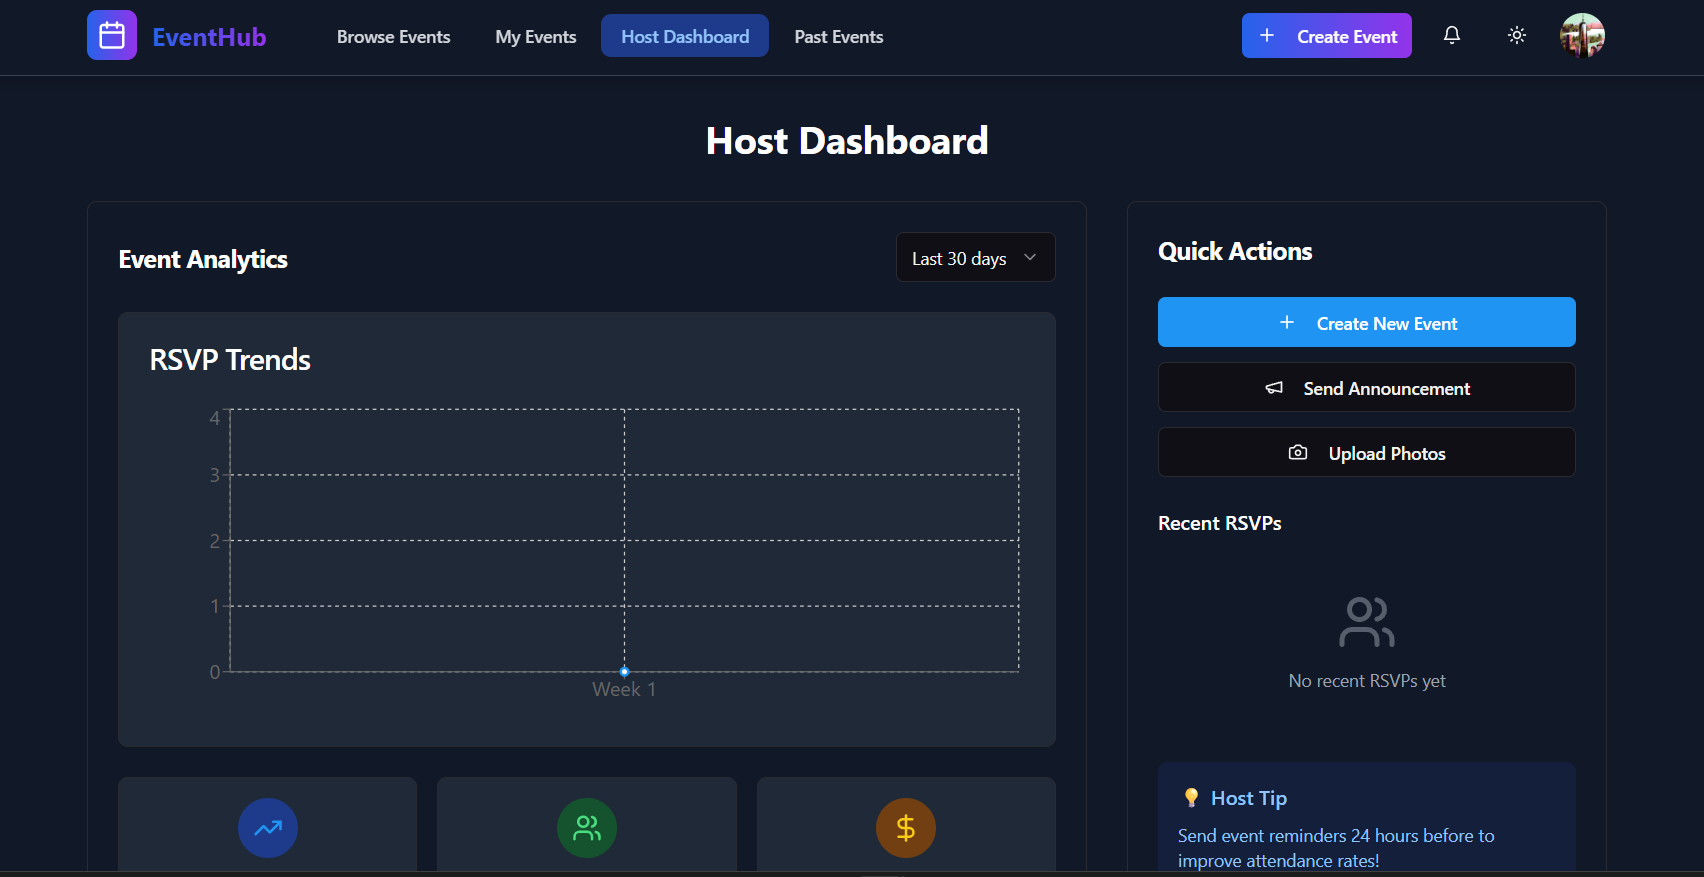 EventHub
Browse Events
My Events
Host Dashboard
Past Events
Create Event
Host Dashboard
Event Analytics
Last 30 days
RSVP Trends
4
3
2
1
0
Week 1
Quick Actions
Create New Event
Send Announcement
Upload Photos
Recent RSVPs
No recent RSVPs yet
Host Tip
Send event reminders 24 hours before to
improve attendance rates!